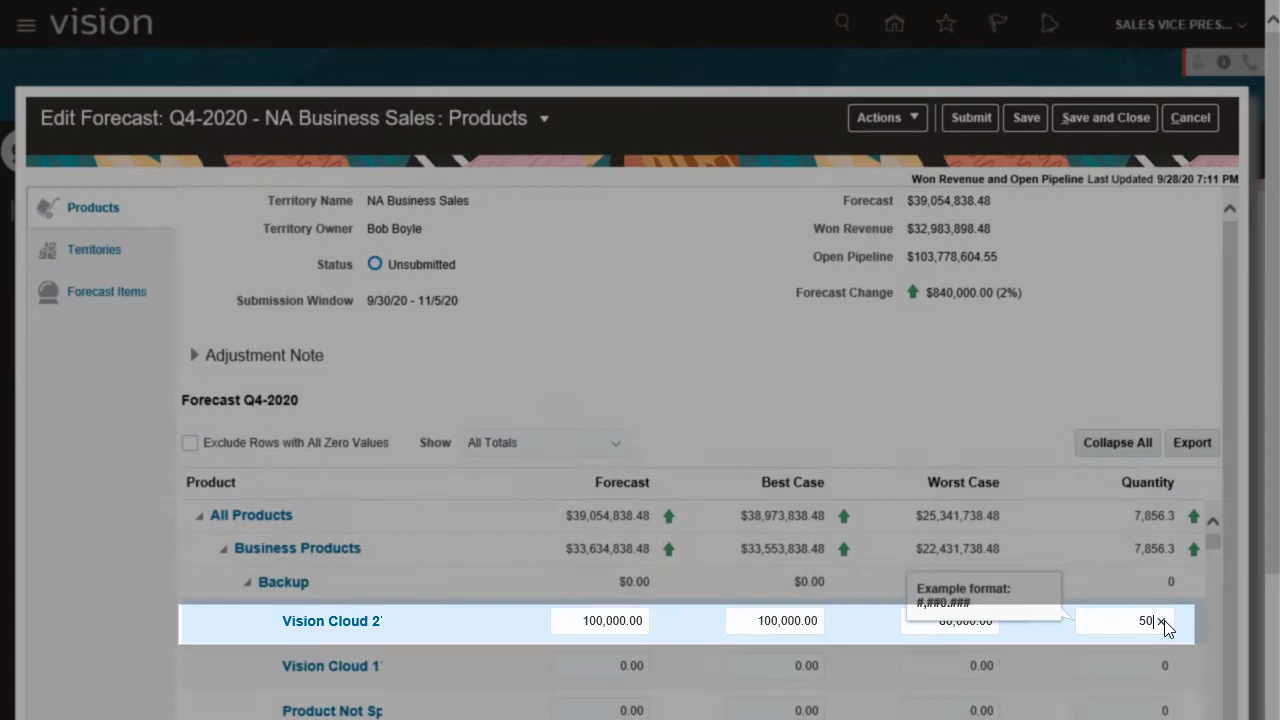 vision
SALES VICE PRES...
Edit Forecast: Q4-2020 - NA Business Sales : Products
Actions
Submit
Save
Save and Close
Cancel
Won Revenue and Open Pipeline Last Updated 9/28/20 7:11 PM
Products
Territories
Forecast Items
Territory Name NA Business Sales
Territory Owner Bob Boyle
Status Unsubmitted
Submission Window 9/30/20 - 11/5/20
Forecast $39,054,838.48
Won Revenue $32,983,898.48
Open Pipeline $103,778,604.55
Forecast Change $840,000.00 (2%)
Adjustment Note
Forecast Q4-2020
Exclude Rows with All Zero Values Show All Totals Collapse All Export
Product Forecast Best Case Worst Case Quantity
All Products $39,054,838.48 $38,973,838.48 $25,341,738.48 7,856.3
Business Products $33,634,838.48 $33,553,838.48 $22,431,738.48 7,856.3
Backup $0.00 $0.00 0
Example format:
#,##0.###
Vision Cloud 2 100,000.00 100,000.00 80,000.00 50
Vision Cloud 1 0.00 0.00 0.00 0
Product Not Sp 0.00 0.00 0.00 0